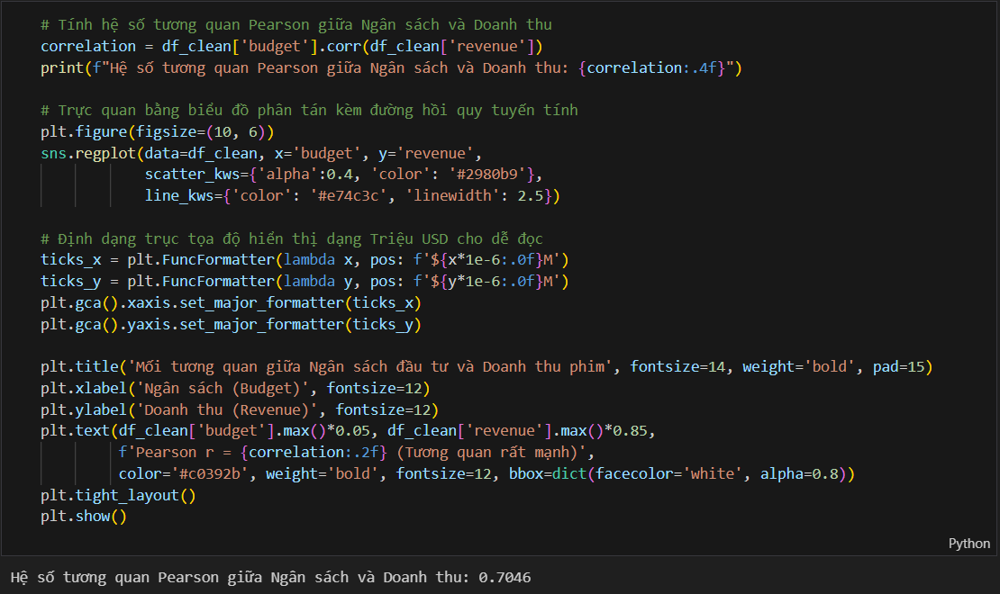 # Tính hệ số tương quan Pearson giữa Ngân sách và Doanh thu
correlation = df_clean['budget'].corr(df_clean['revenue'])
print(f"Hệ số tương quan Pearson giữa Ngân sách và Doanh thu: {correlation:.4f}")

# Trực quan bằng biểu đồ phân tán kèm đường hồi quy tuyến tính
plt.figure(figsize=(10, 6))
sns.regplot(data=df_clean, x='budget', y='revenue',
            scatter_kws={'alpha':0.4, 'color': '#2980b9'},
            line_kws={'color': '#e74c3c', 'linewidth': 2.5})

# Định dạng trục tọa độ hiển thị dạng Triệu USD cho dễ đọc
ticks_x = plt.FuncFormatter(lambda x, pos: f'${x*1e-6:.0f}M')
ticks_y = plt.FuncFormatter(lambda y, pos: f'${y*1e-6:.0f}M')
plt.gca().xaxis.set_major_formatter(ticks_x)
plt.gca().yaxis.set_major_formatter(ticks_y)

plt.title('Mối tương quan giữa Ngân sách đầu tư và Doanh thu phim', fontsize=14, weight='bold', pad=15)
plt.xlabel('Ngân sách (Budget)', fontsize=12)
plt.ylabel('Doanh thu (Revenue)', fontsize=12)
plt.text(df_clean['budget'].max()*0.05, df_clean['revenue'].max()*0.85,
         f'Pearson r = {correlation:.2f} (Tương quan rất mạnh)',
         color='#c0392b', weight='bold', fontsize=12, bbox=dict(facecolor='white', alpha=0.8))
plt.tight_layout()
plt.show()
Python
Hệ số tương quan Pearson giữa Ngân sách và Doanh thu: 0.7046